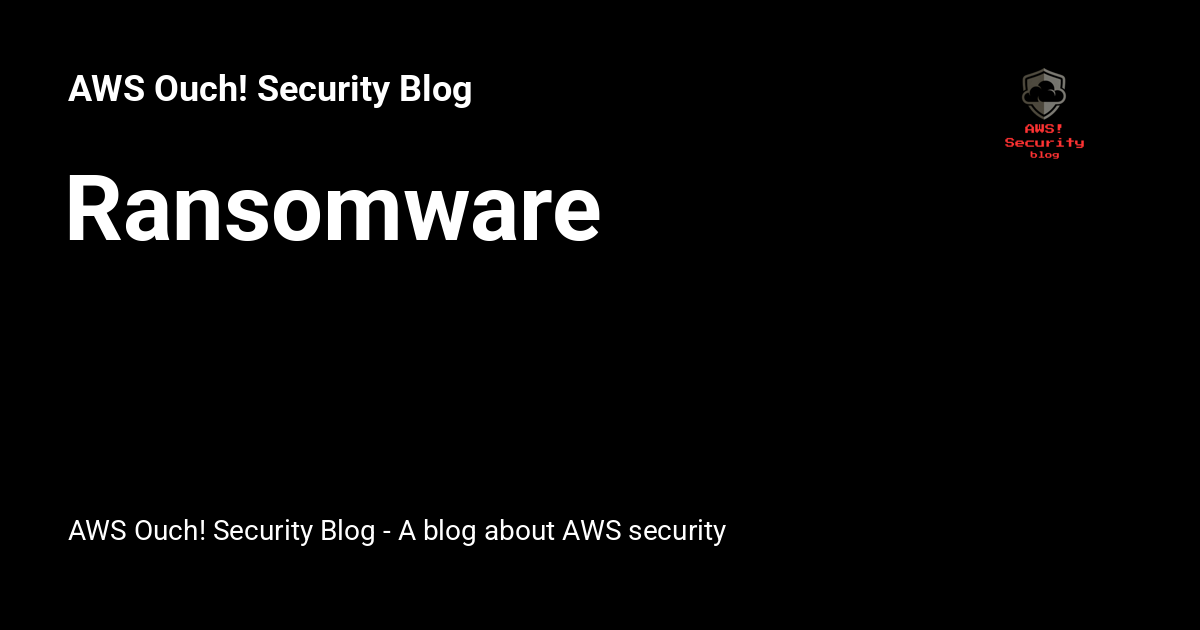 AWS Ouch! Security Blog
AWS!
Security
blog
Ransomware
AWS Ouch! Security Blog - A blog about AWS security